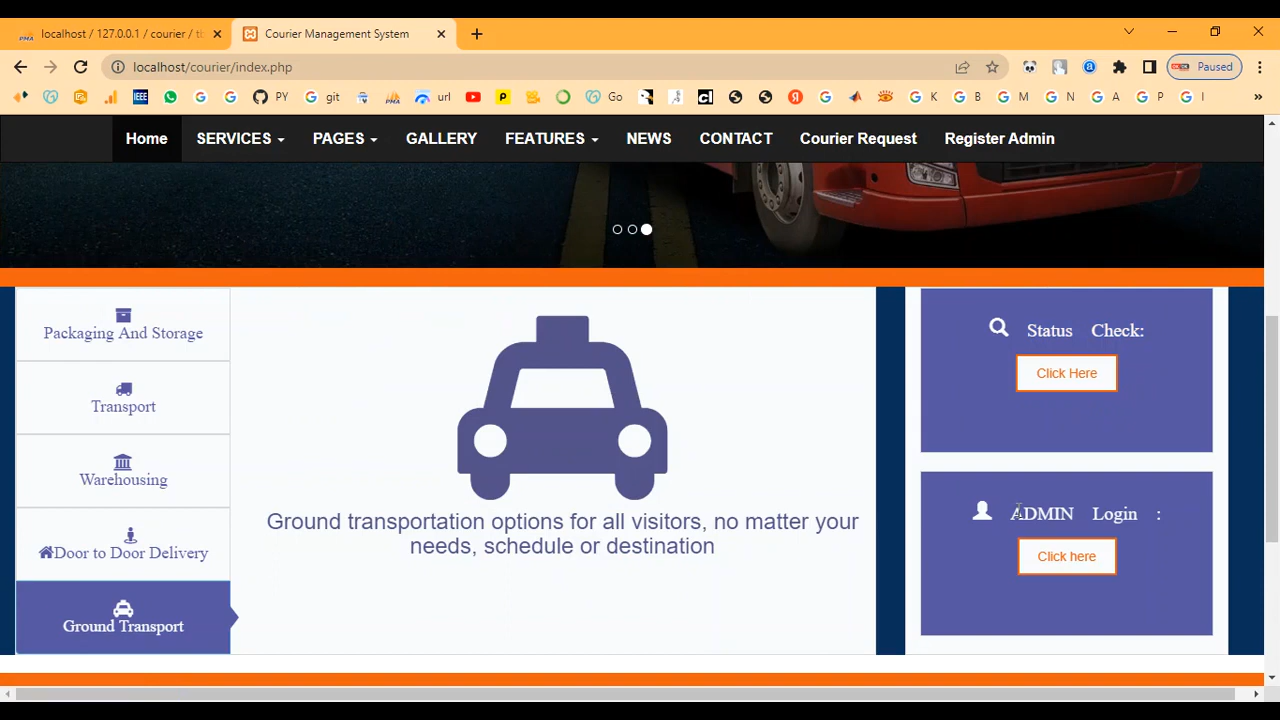 localhost / 127.0.0.1 / courier / tb
Courier Management System
localhost/courier/index.php
Paused
PY
git
url
Go
K
B
M
N
A
P
I
Home
SERVICES
PAGES
GALLERY
FEATURES
NEWS
CONTACT
Courier Request
Register Admin
Packaging And Storage
Transport
Warehousing
Door to Door Delivery
Ground Transport
Ground transportation options for all visitors, no matter your
needs, schedule or destination
Status Check:
Click Here
ADMIN Login :
Click here